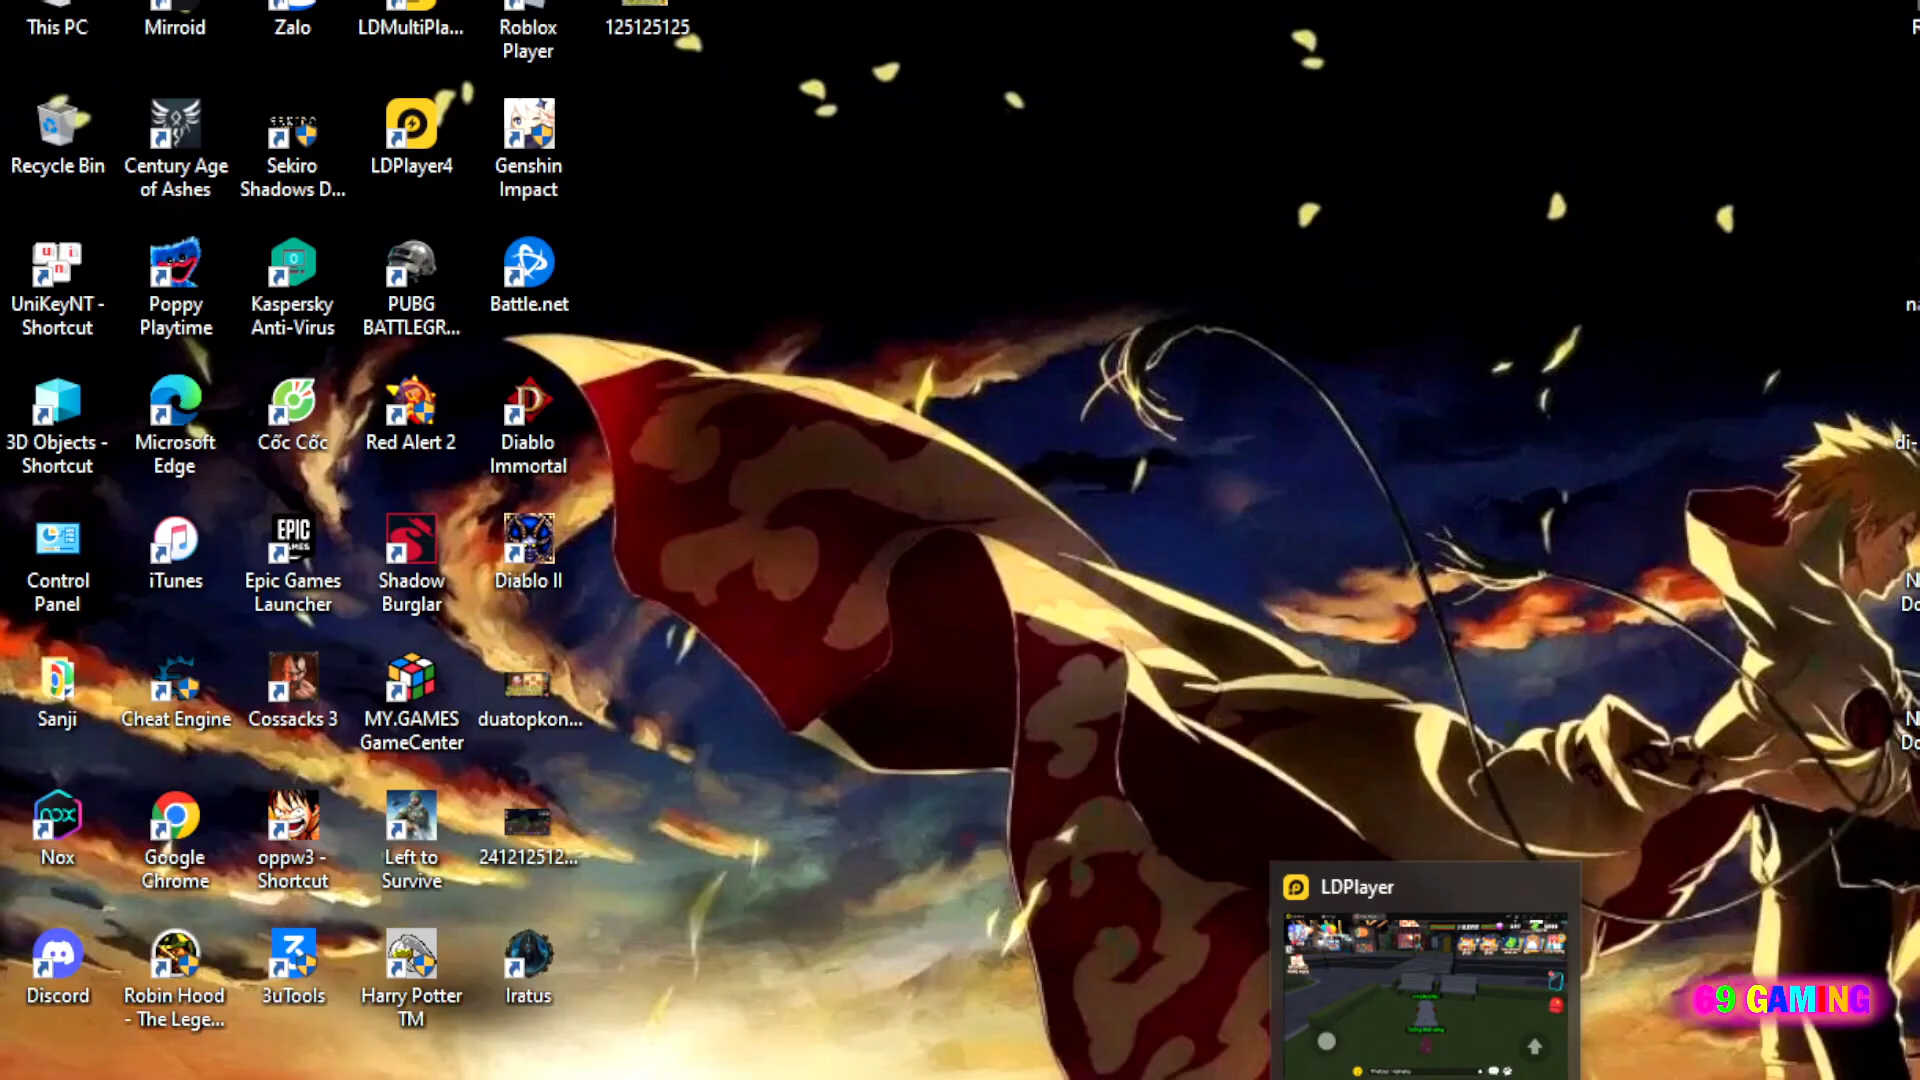 This PC
Mirroid
Zalo
LDMultiPla...
Roblox
Player
125125125
Recycle Bin
Century Age
of Ashes
SEKIRO
Sekiro
Shadows D...
LDPlayer4
Genshin
Impact
UniKeyNT -
Shortcut
Poppy
Playtime
Kaspersky
Anti-Virus
PUBG
BATTLEGR...
Battle.net
3D Objects -
Shortcut
Microsoft
Edge
Cốc Cốc
Red Alert 2
Diablo
Immortal
di-
Control
Panel
iTunes
EPIC
Epic Games
Launcher
Shadow
Burglar
Diablo II
Sanji
Cheat Engine
Cossacks 3
MY.GAMES
GameCenter
duatopkon...
nox
Nox
Google
Chrome
oppw3 -
Shortcut
Left to
Survive
241212512...
Discord
Robin Hood
- The Lege...
3uTools
Harry Potter
TM
Iratus
LDPlayer
69 GAMING